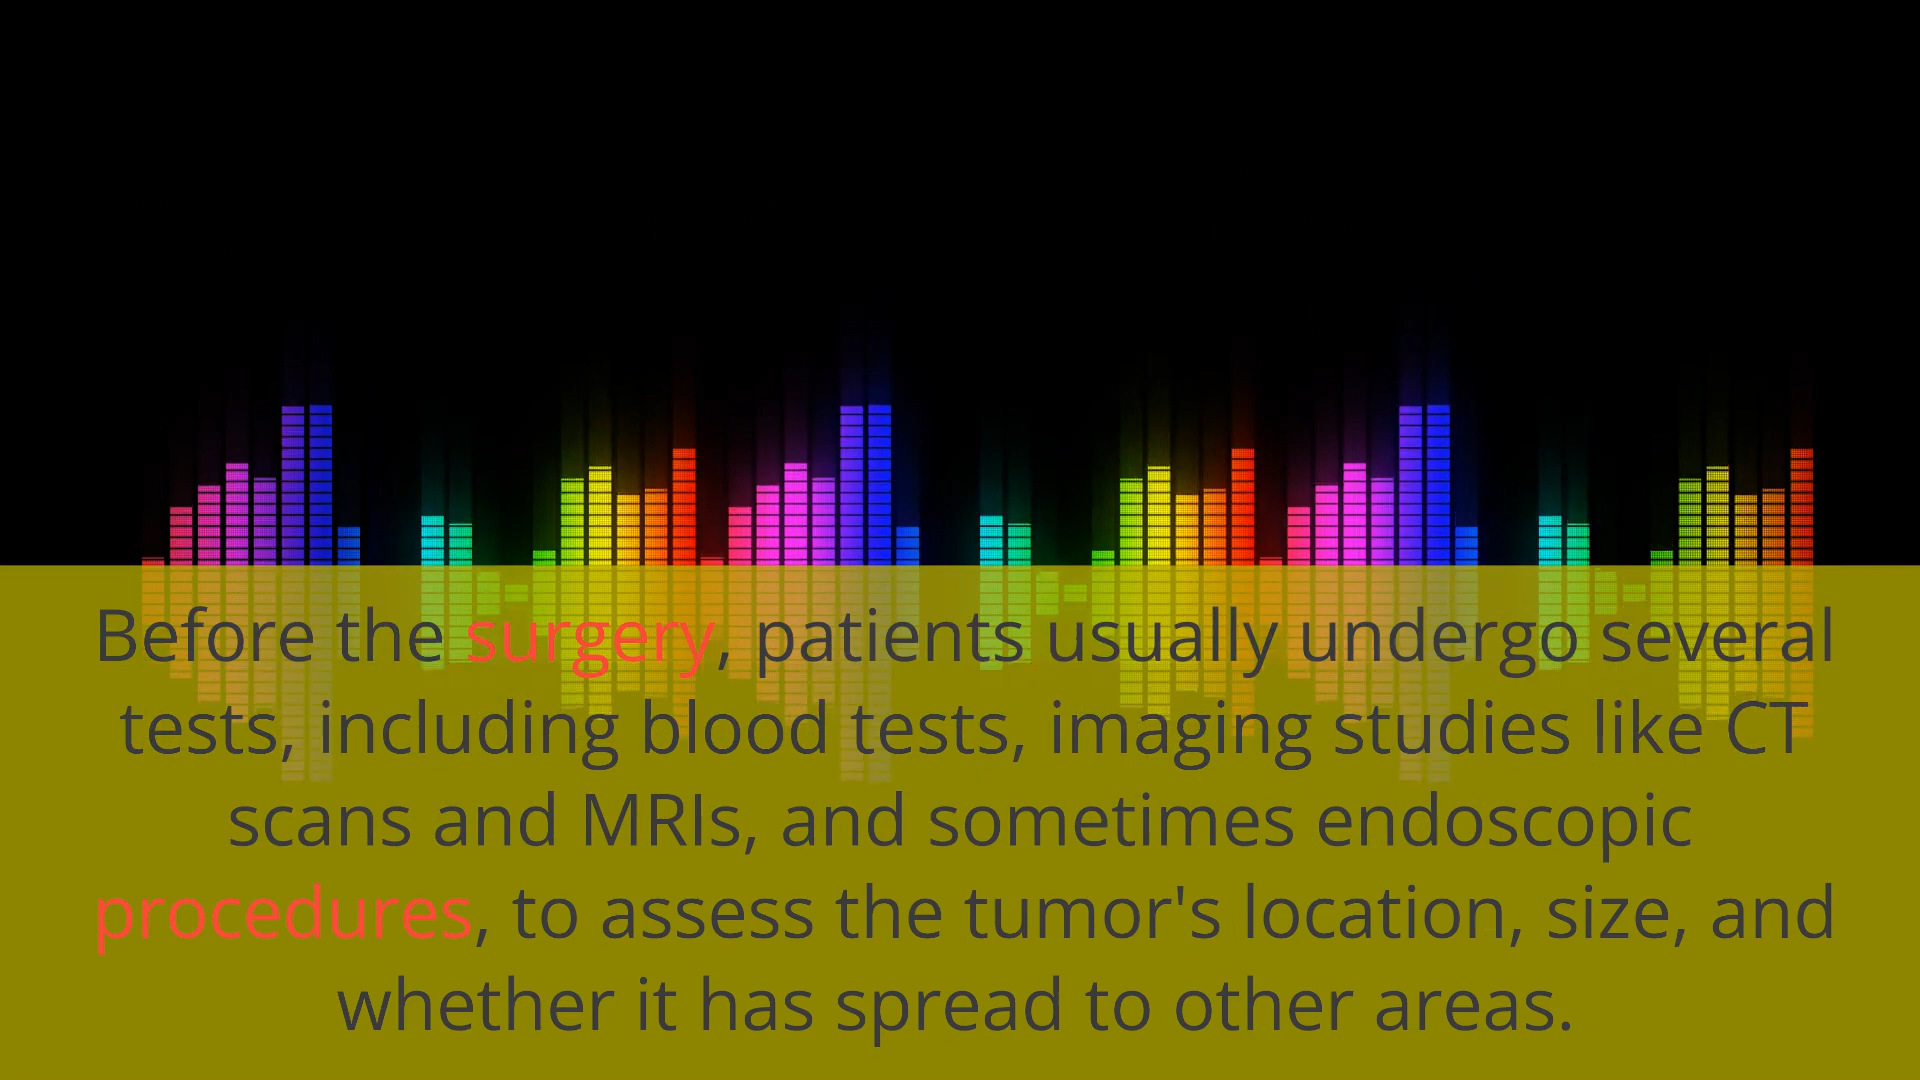 Before the surgery, patients usually undergo several
tests, including blood tests, imaging studies like CT
scans and MRIs, and sometimes endoscopic
procedures, to assess the tumor's location, size, and
whether it has spread to other areas.